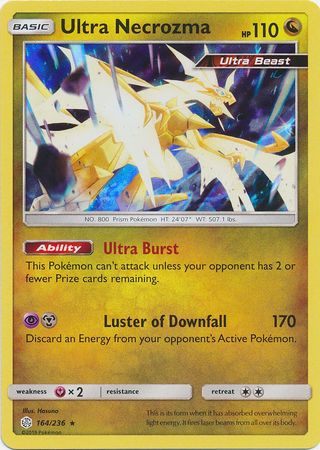 BASIC Ultra Necrozma HP 110
Ultra Beast
NO. 800 Prism Pokémon HT: 24'07" WT: 507.1 lbs.
Ability Ultra Burst
This Pokémon can't attack unless your opponent has 2 or
fewer Prize cards remaining.
Luster of Downfall 170
Discard an Energy from your opponent's Active Pokémon.
weakness × 2 resistance retreat
Illus. Hasuno
164/236 ★
©2019 Pokémon
This is its form when it has absorbed overwhelming
light energy. It fires laser beams from all over its body.